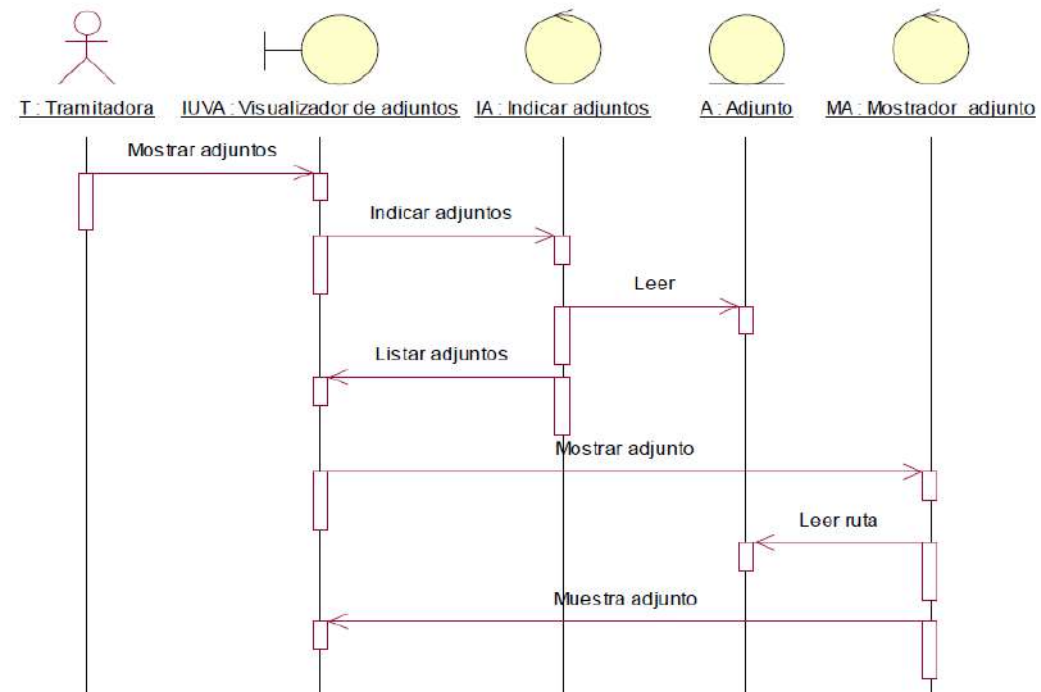 T : Tramitadora
IUVA : Visualizador de adjuntos
IA : Indicar adjuntos
A : Adjunto
MA : Mostrador adjunto
Mostrar adjuntos
Indicar adjuntos
Leer
Listar adjuntos
Mostrar adjunto
Leer ruta
Muestra adjunto